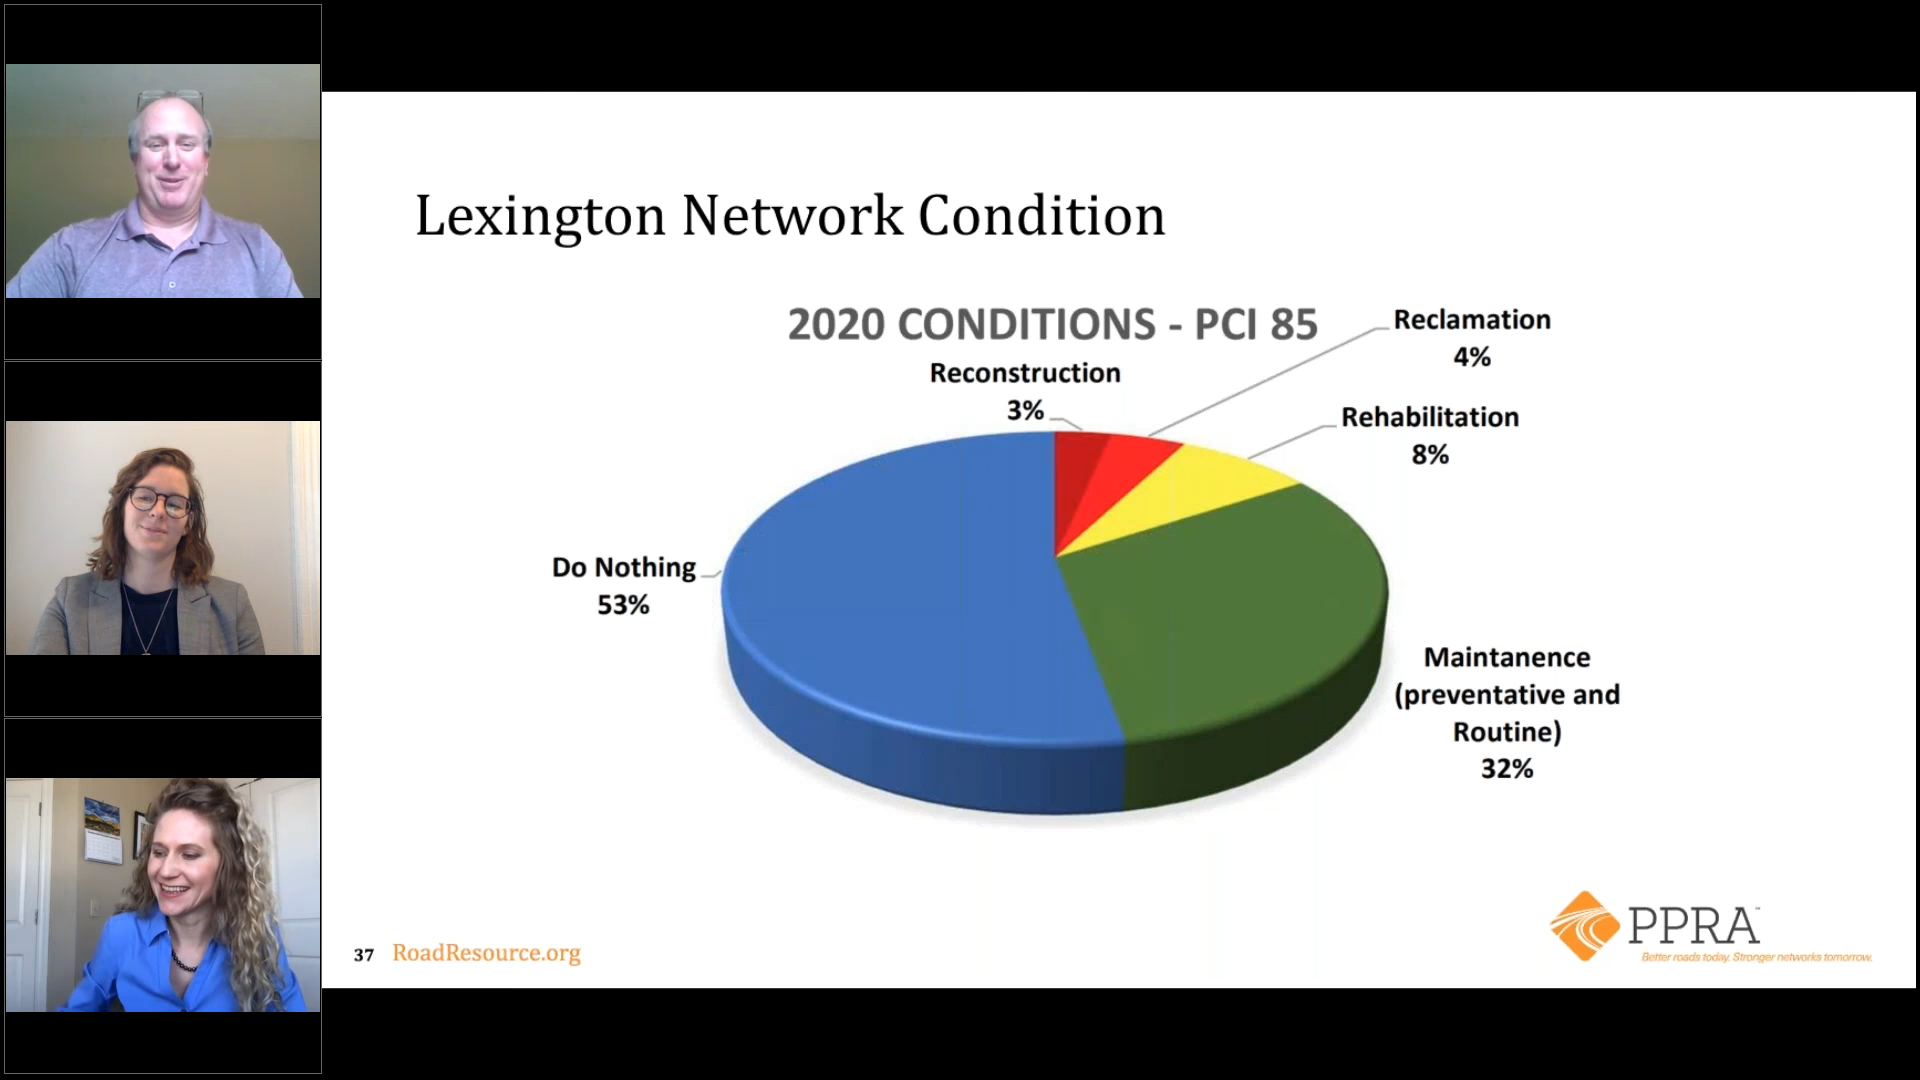 Lexington Network Condition
2020 CONDITIONS - PCI 85
Reclamation
4%
Reconstruction
3%
Rehabilitation
8%
Do Nothing
53%
Maintanence
(preventative and
Routine)
32%
37 RoadResource.org
PPRA™
Better roads today. Stronger networks tomorrow.